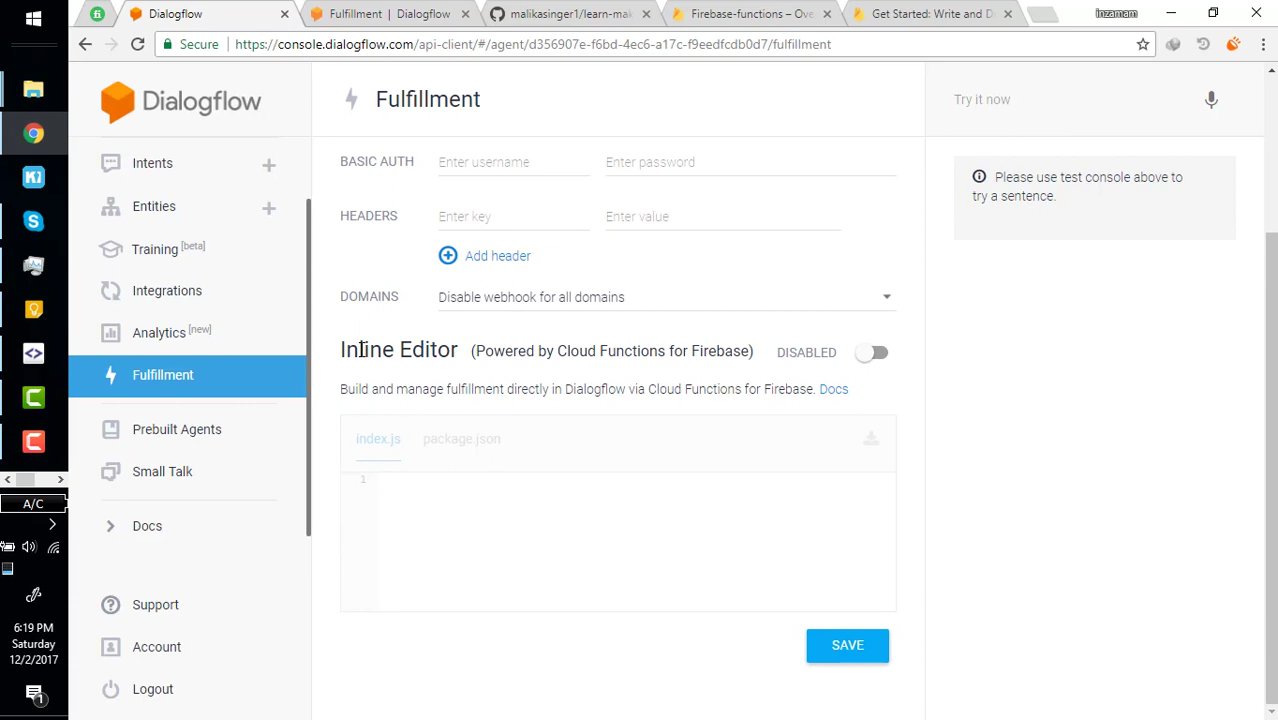 Dialogflow
Fulfillment | Dialogflow
malikasinger1/learn-mak
Firebase-functions – O
Get Started: Write and D
inzamam
Secure
https://console.dialogflow.com/api-client/#/agent/d356907e-f6bd-4ec6-a17c-f9eedfcdb0d7/fulfillment
Dialogflow
Intents
Entities
Training [beta]
Integrations
Analytics [new]
Fulfillment
Prebuilt Agents
Small Talk
Docs
Support
Account
Logout
Fulfillment
BASIC AUTH Enter username Enter password
HEADERS Enter key Enter value
Add header
DOMAINS Disable webhook for all domains
Inline Editor (Powered by Cloud Functions for Firebase) DISABLED
Build and manage fulfillment directly in Dialogflow via Cloud Functions for Firebase. Docs
index.js package.json
1
SAVE
Try it now
Please use test console above to
try a sentence.
A/C
6:19 PM
Saturday
12/2/2017
1